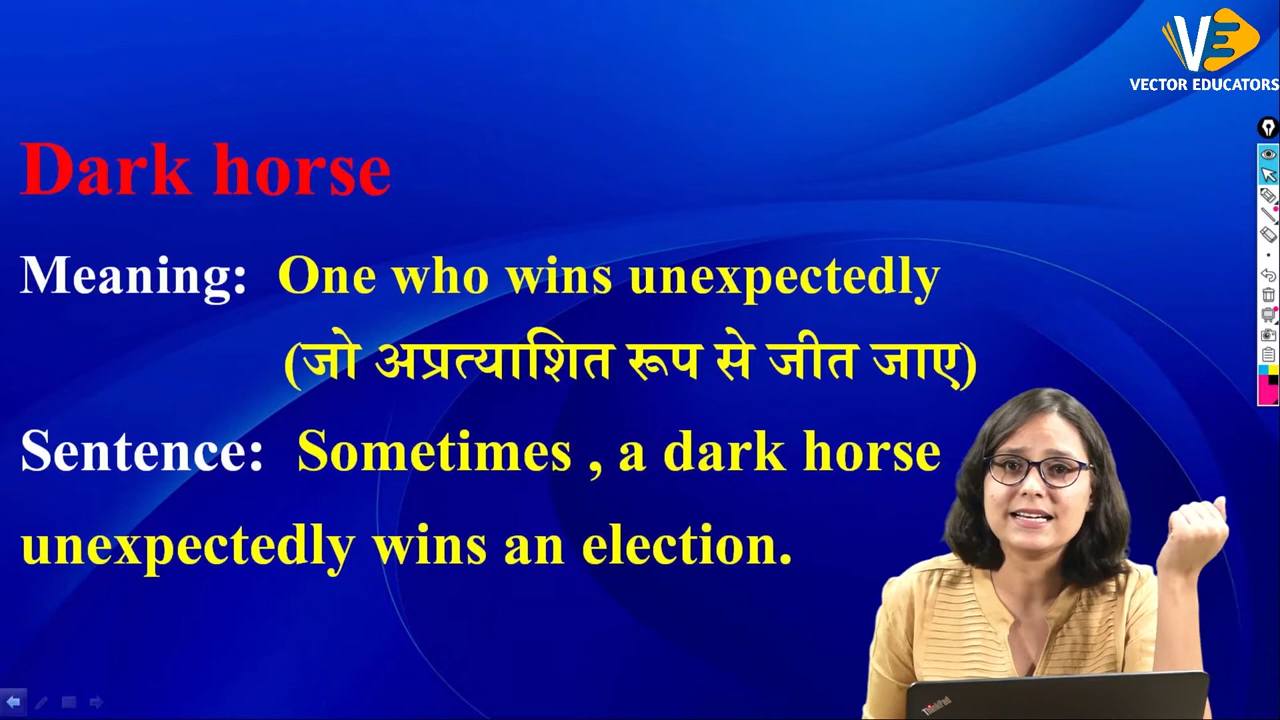 VECTOR EDUCATORS
Dark horse
Meaning: One who wins unexpectedly
(जो अप्रत्याशित रूप से जीत जाए)
Sentence: Sometimes , a dark horse
unexpectedly wins an election.
ThinkPad